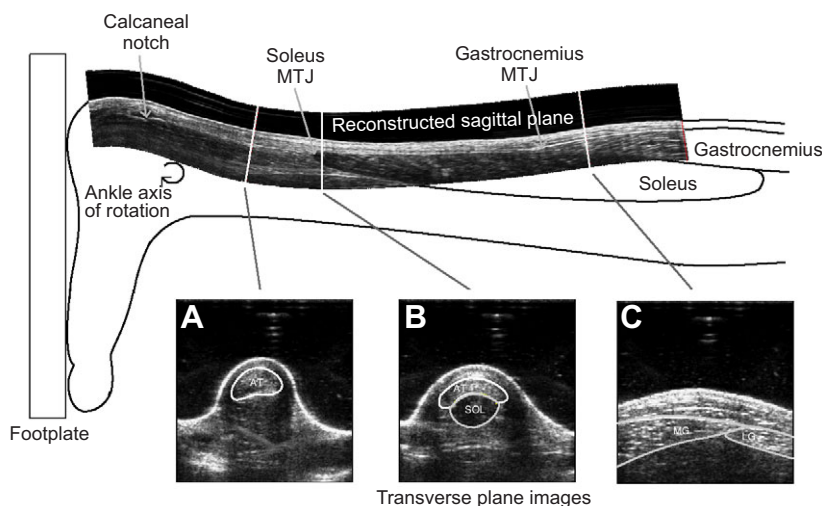 Calcaneal
notch
Soleus
MTJ
Gastrocnemius
MTJ
Reconstructed sagittal plane
Gastrocnemius
Soleus
Ankle axis
of rotation
A
B
C
AT
AT
SOL
MG
LG
Footplate
Transverse plane images